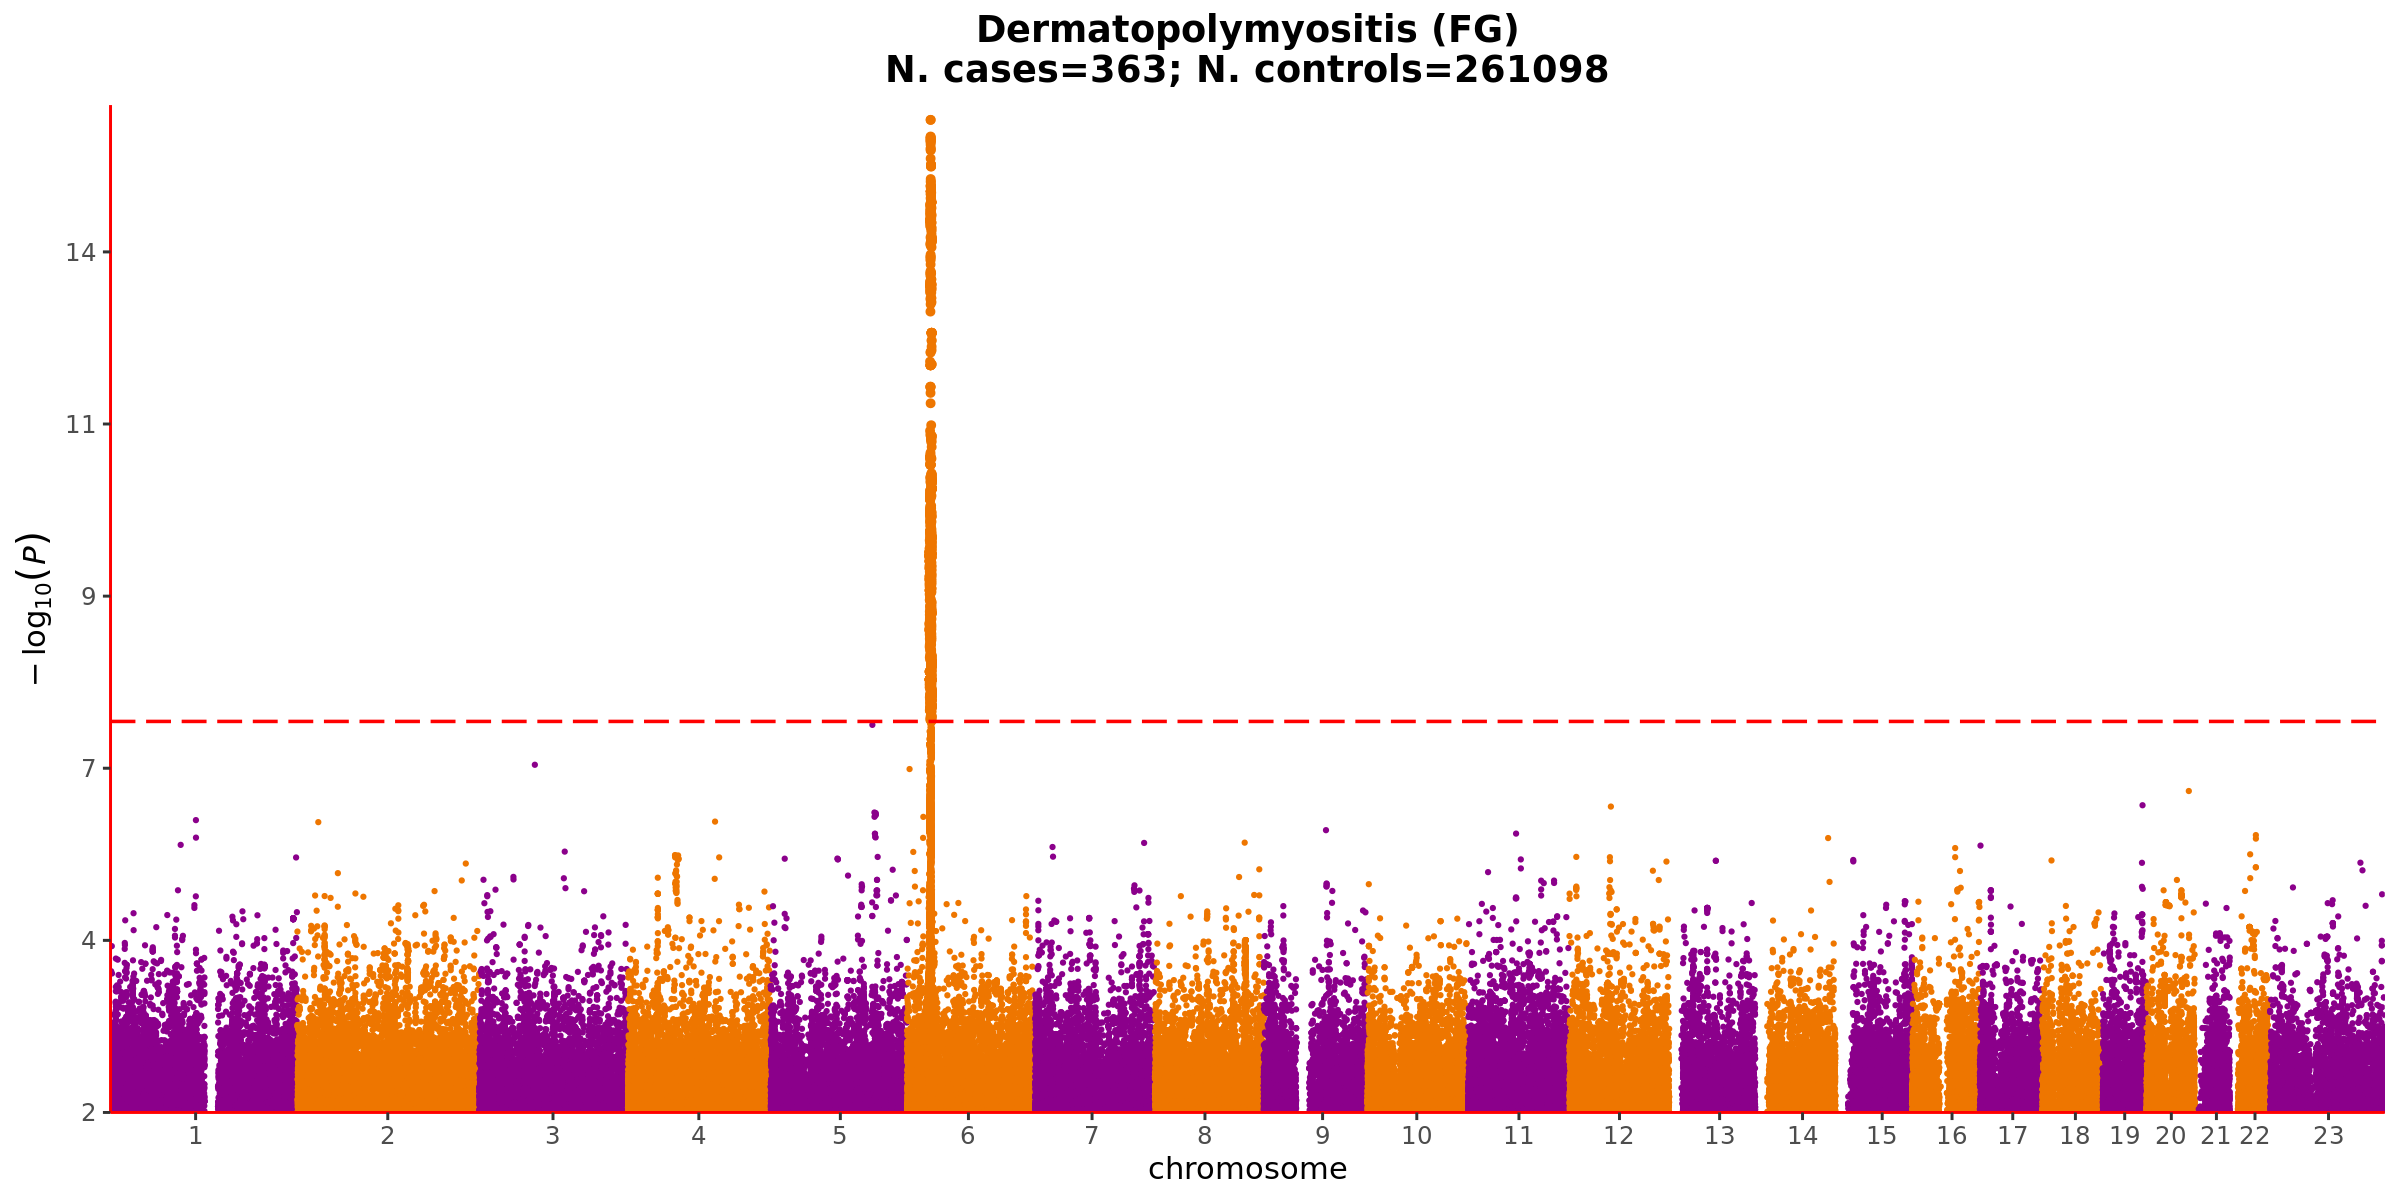 Dermatopolymyositis (FG)
N. cases=363; N. controls=261098
−log10(P)
14
11
9
7
4
2
1 2 3 4 5 6 7 8 9 10 11 12 13 14 15 16 17 18 19 20 21 22 23
chromosome